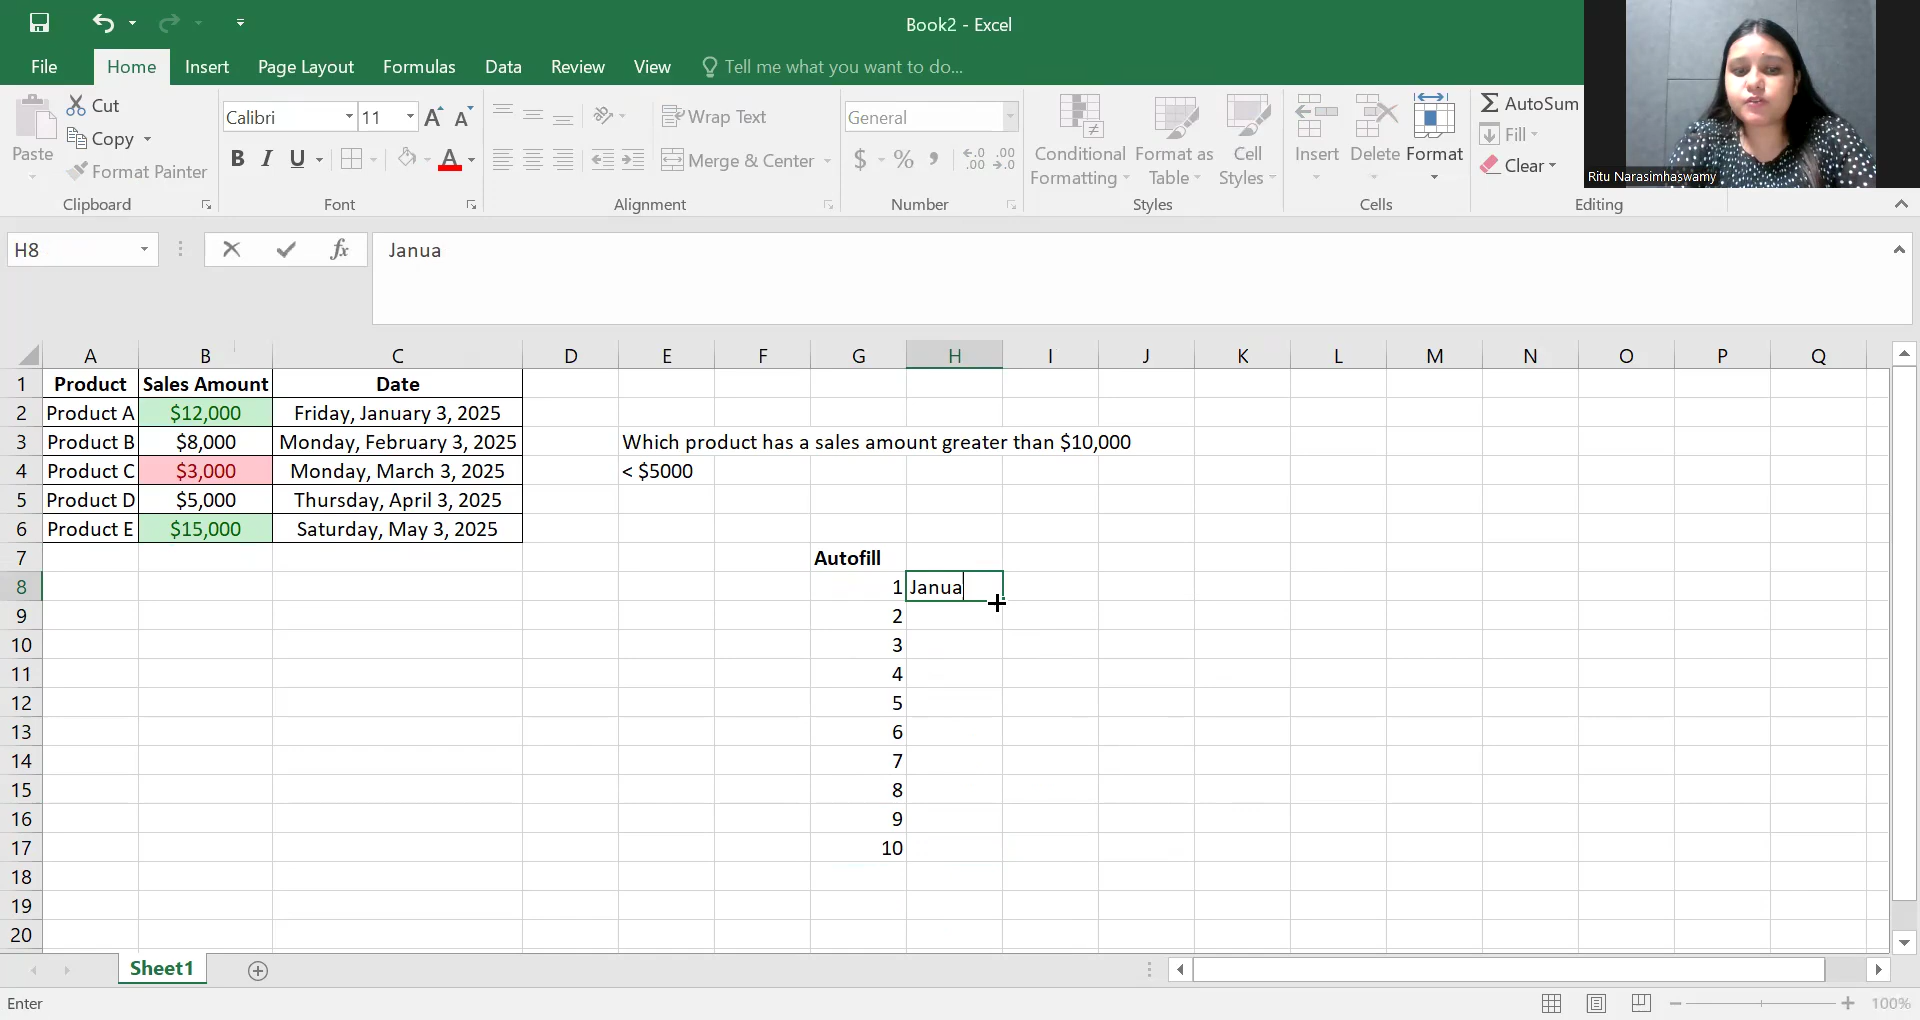 Book2 - Excel
File Home Insert Page Layout Formulas Data Review View Tell me what you want to do...
Paste
Cut
Copy
Format Painter
Clipboard
Calibri 11 A A
B I U A
Font
Wrap Text
Merge & Center
Alignment
General
$ % , .0 .00 .00 .0
Number
Conditional Formatting
Format as Table
Cell Styles
Styles
Insert Delete Format
Cells
AutoSum
Fill
Clear
Editing
Ritu Narasimhaswamy
H8 fx Janua
A B C D E F G H I J K L M N O P Q
1 Product Sales Amount Date
2 Product A $12,000 Friday, January 3, 2025
3 Product B $8,000 Monday, February 3, 2025 Which product has a sales amount greater than $10,000
4 Product C $3,000 Monday, March 3, 2025 < $5000
5 Product D $5,000 Thursday, April 3, 2025
6 Product E $15,000 Saturday, May 3, 2025
7 Autofill
8 1 Janua
9 2
10 3
11 4
12 5
13 6
14 7
15 8
16 9
17 10
18
19
20
Sheet1
Enter 100%